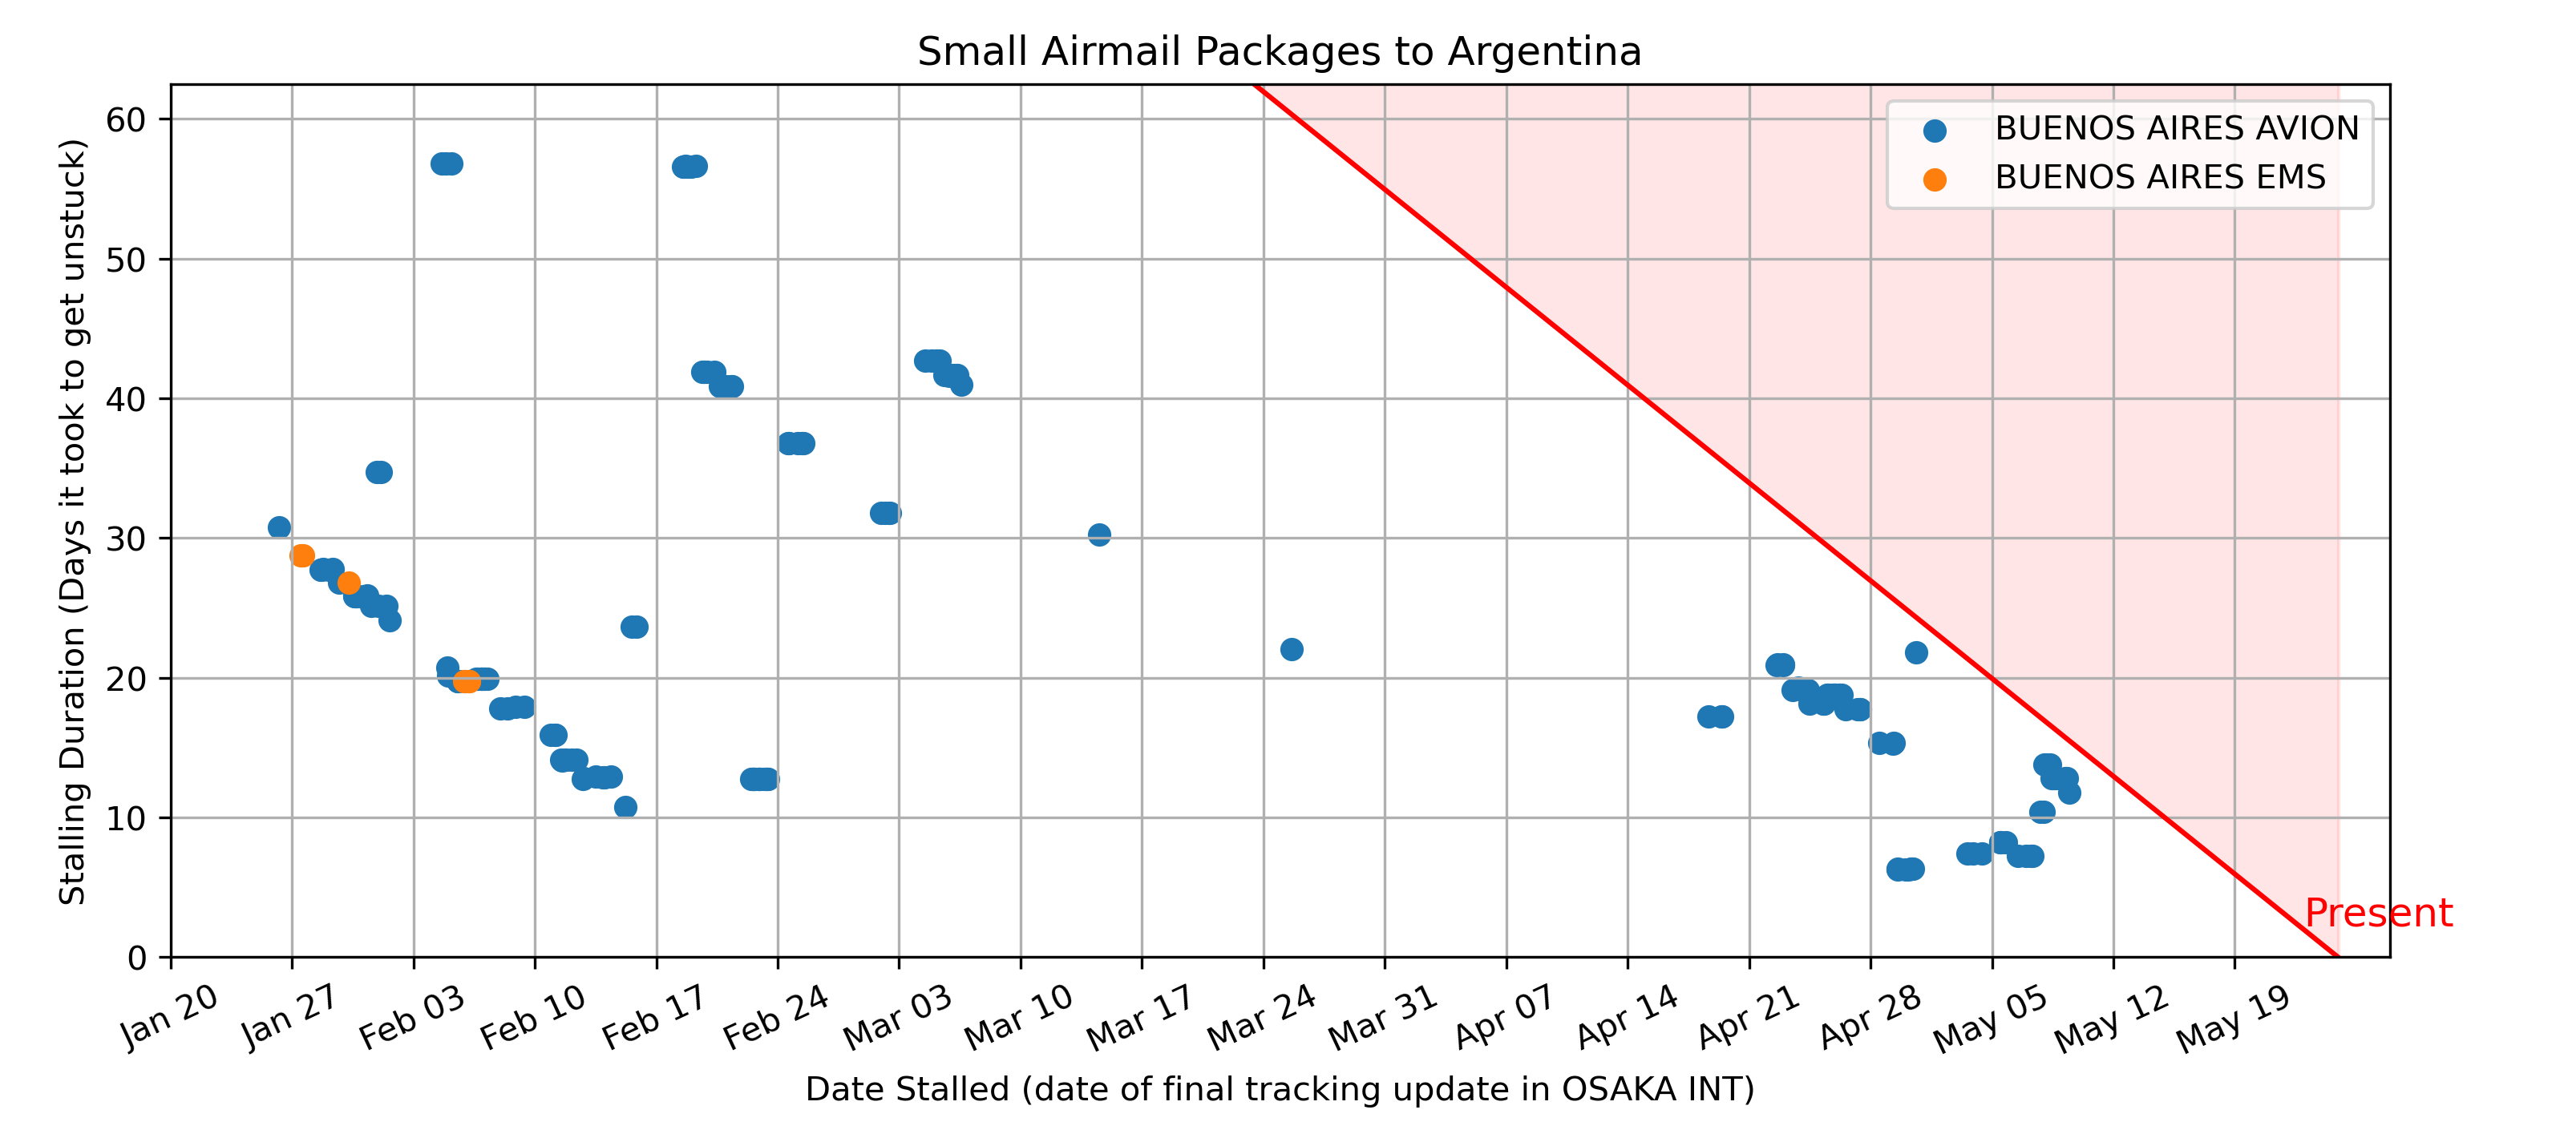 Small Airmail Packages to Argentina
BUENOS AIRES AVION
BUENOS AIRES EMS
Stalling Duration (Days it took to get unstuck)
60
50
40
30
20
10
0
Present
Jan 20
Jan 27
Feb 03
Feb 10
Feb 17
Feb 24
Mar 03
Mar 10
Mar 17
Mar 24
Mar 31
Apr 07
Apr 14
Apr 21
Apr 28
May 05
May 12
May 19
Date Stalled (date of final tracking update in OSAKA INT)